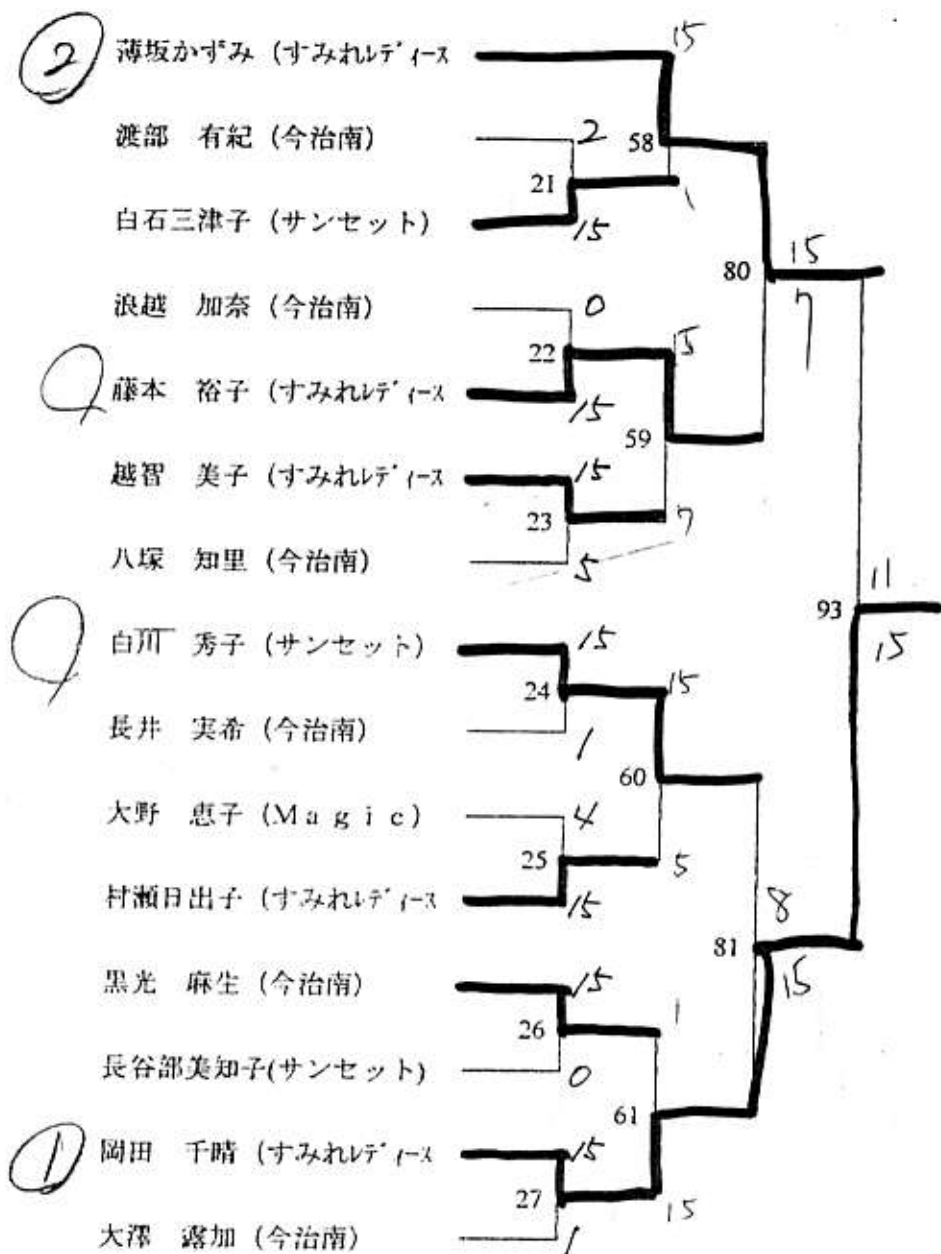 ② 薄坂かずみ (すみれﾚﾃﾞｨｰｽ 15
渡部 有紀 (今治南) 2 58
21 1
白石三津子 (サンセット) 15
80 15
7
浪越 加奈 (今治南) 0
22 15
藤本 裕子 (すみれﾚﾃﾞｨｰｽ 15
59
越智 美子 (すみれﾚﾃﾞｨｰｽ 15
23 7
八塚 知里 (今治南) 5
11
93
15
白川 秀子 (サンセット) 15
24 15
長井 実希 (今治南) 1
60
大野 恵子 (Ｍａｇｉｃ) 4
25 5
村瀬日出子 (すみれﾚﾃﾞｨｰｽ 15
8
81
15
黒光 麻生 (今治南) 15
26 1
長谷部美知子(サンセット) 0
61
① 岡田 千晴 (すみれﾚﾃﾞｨｰｽ 15
27 15
大澤 露加 (今治南) 1